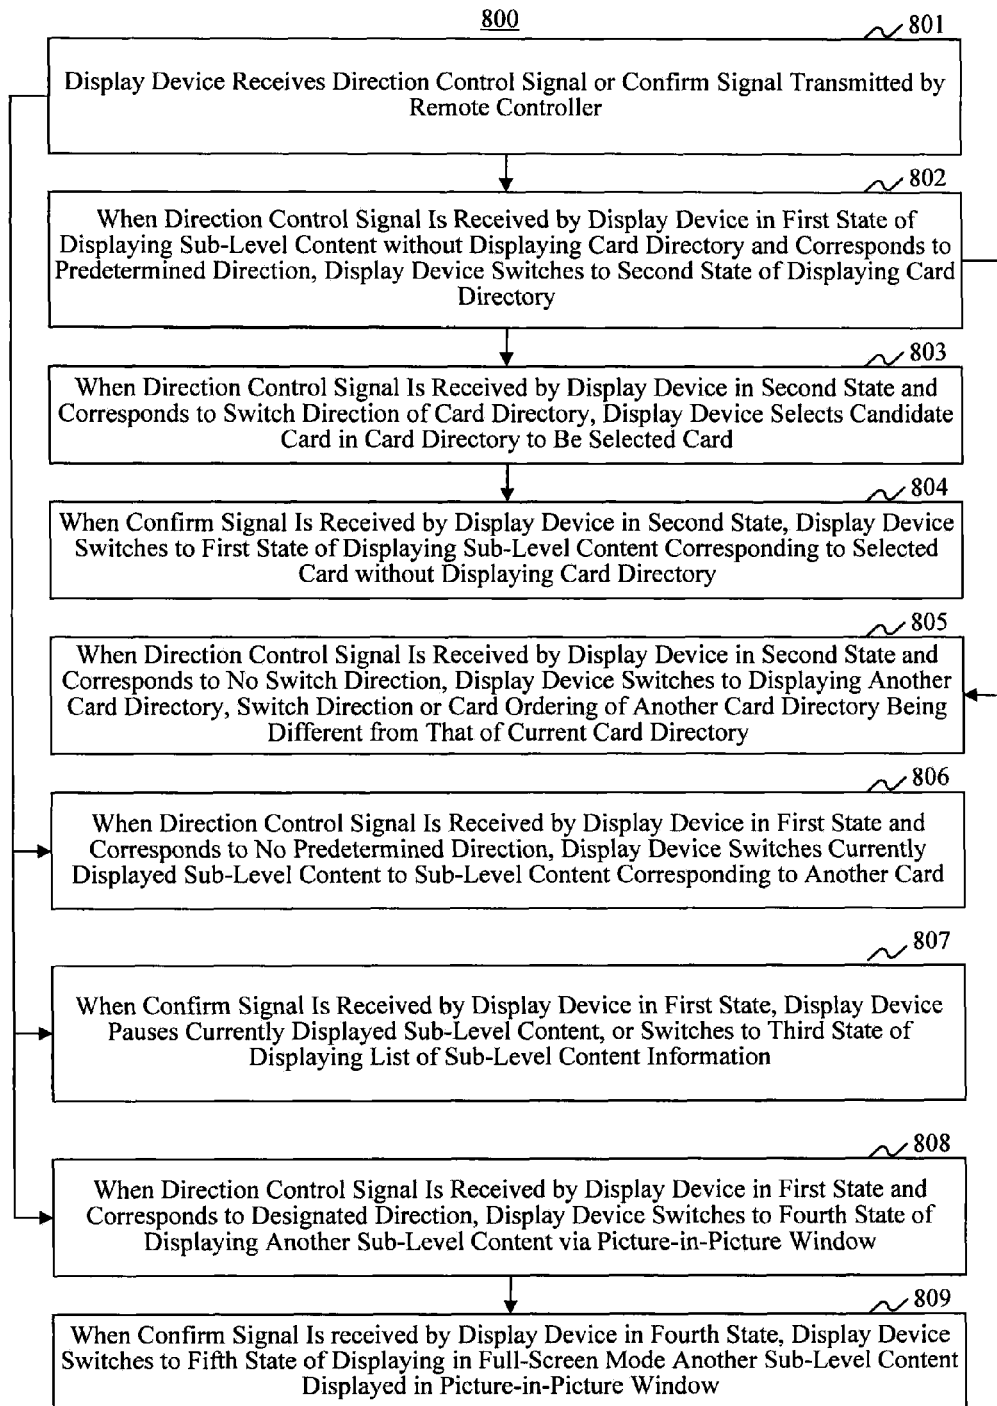 800
801
Display Device Receives Direction Control Signal or Confirm Signal Transmitted by
Remote Controller
802
When Direction Control Signal Is Received by Display Device in First State of
Displaying Sub-Level Content without Displaying Card Directory and Corresponds to
Predetermined Direction, Display Device Switches to Second State of Displaying Card
Directory
803
When Direction Control Signal Is Received by Display Device in Second State and
Corresponds to Switch Direction of Card Directory, Display Device Selects Candidate
Card in Card Directory to Be Selected Card
804
When Confirm Signal Is Received by Display Device in Second State, Display Device
Switches to First State of Displaying Sub-Level Content Corresponding to Selected
Card without Displaying Card Directory
805
When Direction Control Signal Is Received by Display Device in Second State and
Corresponds to No Switch Direction, Display Device Switches to Displaying Another
Card Directory, Switch Direction or Card Ordering of Another Card Directory Being
Different from That of Current Card Directory
806
When Direction Control Signal Is Received by Display Device in First State and
Corresponds to No Predetermined Direction, Display Device Switches Currently
Displayed Sub-Level Content to Sub-Level Content Corresponding to Another Card
807
When Confirm Signal Is Received by Display Device in First State, Display Device
Pauses Currently Displayed Sub-Level Content, or Switches to Third State of
Displaying List of Sub-Level Content Information
808
When Direction Control Signal Is Received by Display Device in First State and
Corresponds to Designated Direction, Display Device Switches to Fourth State of
Displaying Another Sub-Level Content via Picture-in-Picture Window
809
When Confirm Signal Is received by Display Device in Fourth State, Display Device
Switches to Fifth State of Displaying in Full-Screen Mode Another Sub-Level Content
Displayed in Picture-in-Picture Window